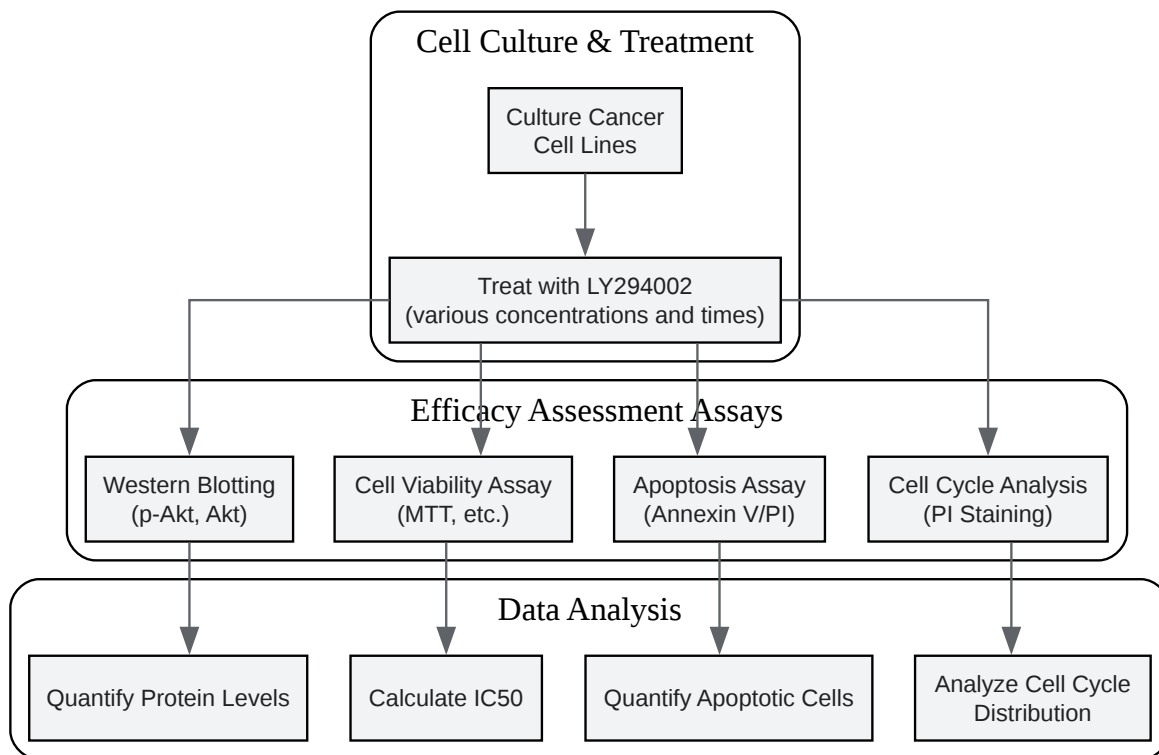 Cell Culture & Treatment
Culture Cancer
Cell Lines
Treat with LY294002
(various concentrations and times)
Efficacy Assessment Assays
Western Blotting
(p-Akt, Akt)
Cell Viability Assay
(MTT, etc.)
Apoptosis Assay
(Annexin V/PI)
Cell Cycle Analysis
(PI Staining)
Data Analysis
Quantify Protein Levels
Calculate IC50
Quantify Apoptotic Cells
Analyze Cell Cycle
Distribution